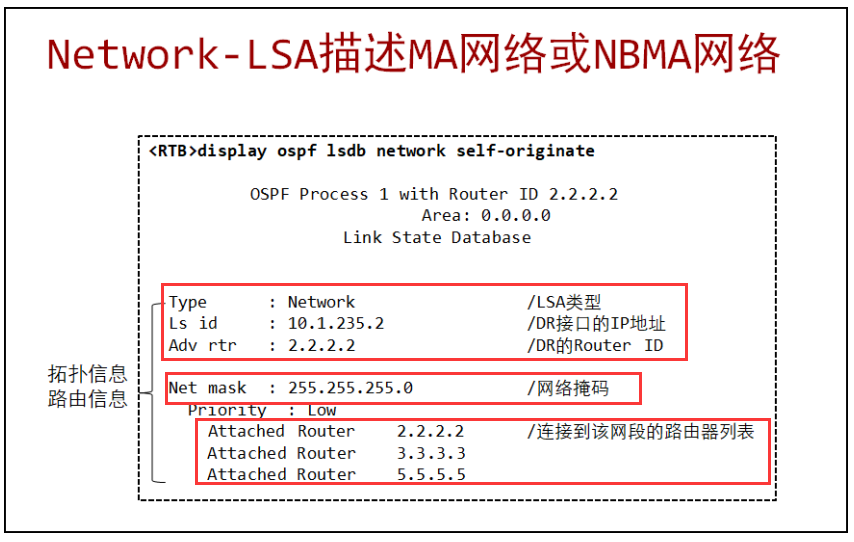 Network-LSA描述MA网络或NBMA网络
<RTB>display ospf lsdb network self-originate
OSPF Process 1 with Router ID 2.2.2.2
Area: 0.0.0.0
Link State Database
Type : Network /LSA类型
Ls id : 10.1.235.2 /DR接口的IP地址
Adv rtr : 2.2.2.2 /DR的Router ID
拓扑信息
路由信息
Net mask : 255.255.255.0 /网络掩码
Priority : Low
Attached Router 2.2.2.2 /连接到该网段的路由器列表
Attached Router 3.3.3.3
Attached Router 5.5.5.5